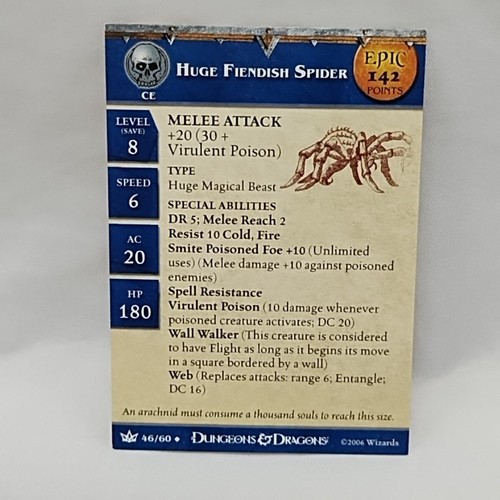 HUGE FIENDISH SPIDER
EPIC
142
POINTS
CE
LEVEL
(SAVE)
8
SPEED
6
AC
20
HP
180
MELEE ATTACK
+20 (30 +
Virulent Poison)
TYPE
Huge Magical Beast
SPECIAL ABILITIES
DR 5; Melee Reach 2
Resist 10 Cold, Fire
Smite Poisoned Foe +10 (Unlimited
uses) (Melee damage +10 against poisoned
enemies)
Spell Resistance
Virulent Poison (10 damage whenever
poisoned creature activates; DC 20)
Wall Walker (This creature is considered
to have Flight as long as it begins its move
in a square bordered by a wall)
Web (Replaces attacks: range 6; Entangle;
DC 16)
An arachnid must consume a thousand souls to reach this size.
46/60 ◆ DUNGEONS & DRAGONS ©2006 Wizards